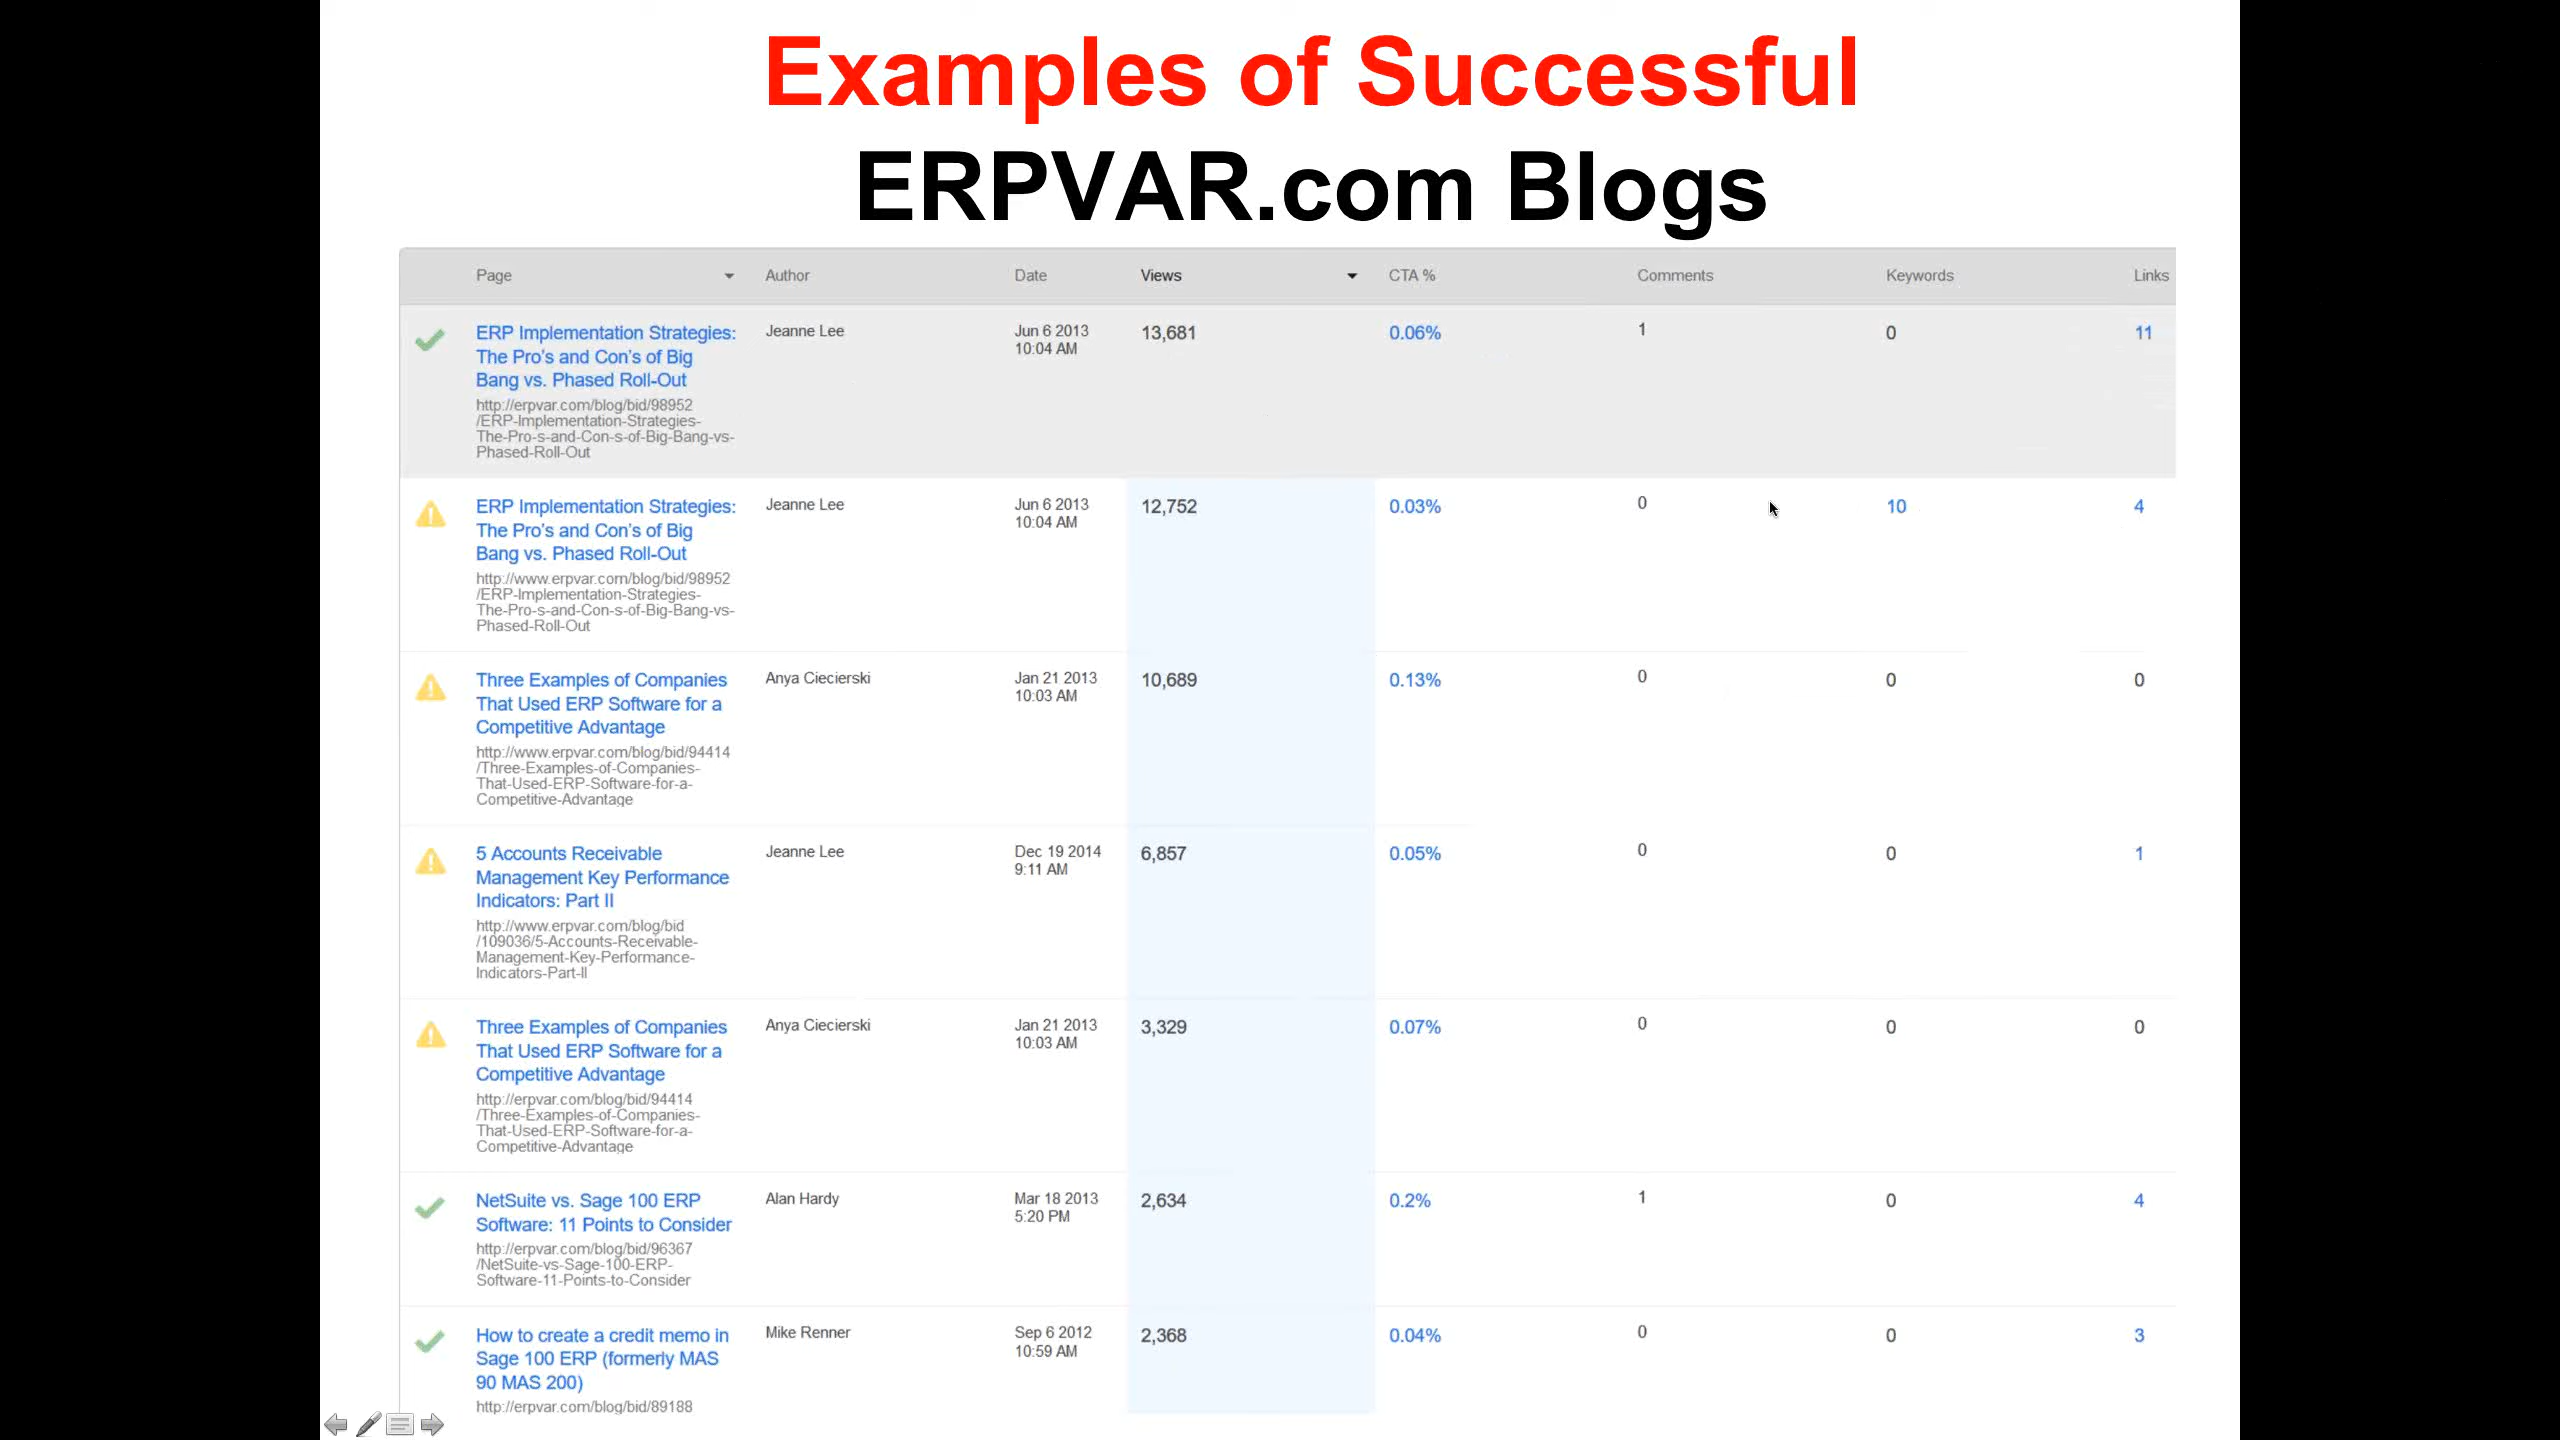 Examples of Successful
ERPVAR.com Blogs
Page Author Date Views CTA % Comments Keywords Links
ERP Implementation Strategies: Jeanne Lee Jun 6 2013 13,681 0.06% 1 0 11
The Pro's and Con's of Big 10:04 AM
Bang vs. Phased Roll-Out
http://erpvar.com/blog/bid/98952
/ERP-Implementation-Strategies-
The-Pro-s-and-Con-s-of-Big-Bang-vs-
Phased-Roll-Out
ERP Implementation Strategies: Jeanne Lee Jun 6 2013 12,752 0.03% 0 10 4
The Pro's and Con's of Big 10:04 AM
Bang vs. Phased Roll-Out
http://www.erpvar.com/blog/bid/98952
/ERP-Implementation-Strategies-
The-Pro-s-and-Con-s-of-Big-Bang-vs-
Phased-Roll-Out
Three Examples of Companies Anya Ciecierski Jan 21 2013 10,689 0.13% 0 0 0
That Used ERP Software for a 10:03 AM
Competitive Advantage
http://www.erpvar.com/blog/bid/94414
/Three-Examples-of-Companies-
That-Used-ERP-Software-for-a-
Competitive-Advantage
5 Accounts Receivable Jeanne Lee Dec 19 2014 6,857 0.05% 0 0 1
Management Key Performance 9:11 AM
Indicators: Part II
http://www.erpvar.com/blog/bid
/109036/5-Accounts-Receivable-
Management-Key-Performance-
Indicators-Part-II
Three Examples of Companies Anya Ciecierski Jan 21 2013 3,329 0.07% 0 0 0
That Used ERP Software for a 10:03 AM
Competitive Advantage
http://erpvar.com/blog/bid/94414
/Three-Examples-of-Companies-
That-Used-ERP-Software-for-a-
Competitive-Advantage
NetSuite vs. Sage 100 ERP Alan Hardy Mar 18 2013 2,634 0.2% 1 0 4
Software: 11 Points to Consider 5:20 PM
http://erpvar.com/blog/bid/96367
/NetSuite-vs-Sage-100-ERP-
Software-11-Points-to-Consider
How to create a credit memo in Mike Renner Sep 6 2012 2,368 0.04% 0 0 3
Sage 100 ERP (formerly MAS 10:59 AM
90 MAS 200)
http://erpvar.com/blog/bid/89188